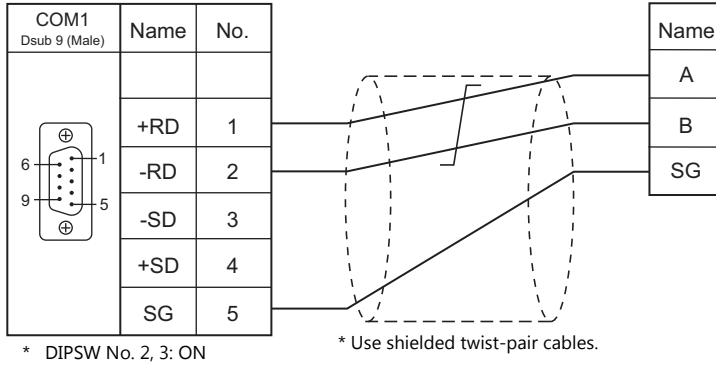 COM1
Dsub 9 (Male)
Name No.
+RD 1
-RD 2
-SD 3
+SD 4
SG 5
6 1
9 5
* DIPSW No. 2, 3: ON
Name
A
B
SG
* Use shielded twist-pair cables.